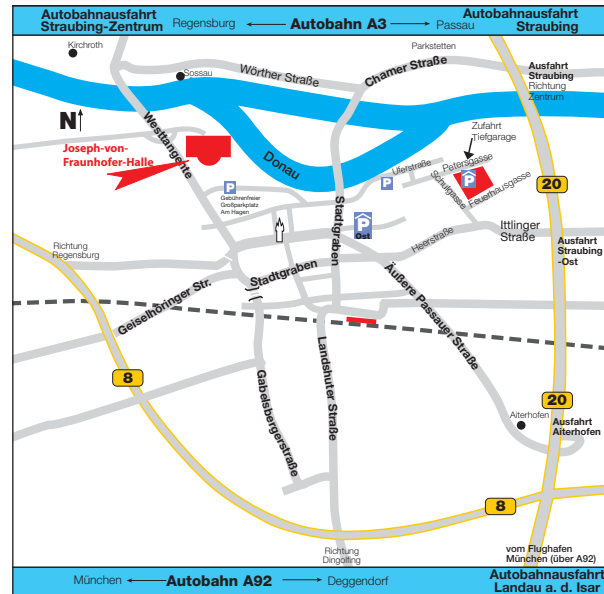 Autobahnausfahrt
Straubing-Zentrum
Regensburg
Autobahn A3
Passau
Autobahnausfahrt
Straubing
Kirchroth
Sossau
Wörther Straße
Parkstetten
Chamer Straße
Ausfahrt
Straubing
Richtung
Zentrum
N
Westtangente
Joseph-von-
Fraunhofer-Halle
Donau
Zufahrt
Tiefgarage
Uferstraße
Petersgasse
P
Schulgasse
Feuerhausgasse
20
P
Gebührenfreier
Großparkplatz
Am Hagen
P
Stadtgraben
P
Ost
Ittlinger
Straße
Heerstraße
Richtung
Regensburg
Ausfahrt
Straubing
-Ost
Stadtgraben
Geiselhöringer Str.
Äußere Passauer Straße
Landshuter Straße
Gabelsbergerstraße
8
20
Aiterhofen
Ausfahrt
Aiterhofen
8
Richtung
Dingolfing
vom Flughafen
München (über A92)
München
Autobahn A92
Deggendorf
Autobahnausfahrt
Landau a. d. Isar